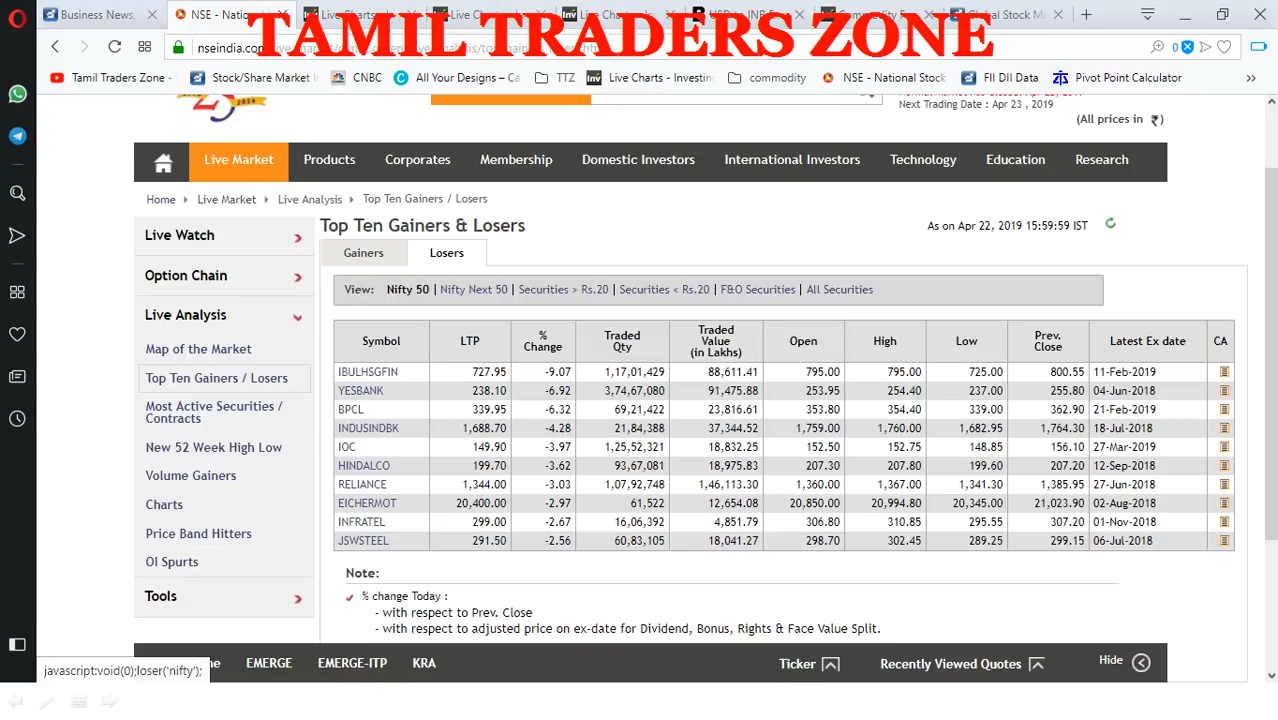 Business News,
NSE - Nation
Live Charts
Live Charts
Live Charts
Commodity
Global Stock M
TAMIL TRADERS ZONE
nseindia.com
0
Tamil Traders Zone -
Stock/Share Market
CNBC
All Your Designs – Ca
TTZ
Live Charts - Investing
commodity
NSE - National Stock
FII DII Data
Pivot Point Calculator
»
2019
Next Trading Date : Apr 23 , 2019
(All prices in ₹)
Live Market
Products
Corporates
Membership
Domestic Investors
International Investors
Technology
Education
Research
Home Live Market Live Analysis Top Ten Gainers / Losers
Live Watch
Option Chain
Live Analysis
Map of the Market
Top Ten Gainers / Losers
Most Active Securities /
Contracts
New 52 Week High Low
Volume Gainers
Charts
Price Band Hitters
OI Spurts
Tools
Top Ten Gainers & Losers
As on Apr 22, 2019 15:59:59 IST
Gainers Losers
View: Nifty 50 | Nifty Next 50 | Securities > Rs.20 | Securities < Rs.20 | F&O Securities | All Securities
Symbol LTP % Change Traded Qty Traded Value (in Lakhs) Open High Low Prev. Close Latest Ex date CA
IBULHSGFIN 727.95 -9.07 1,17,01,429 88,611.41 795.00 795.00 725.00 800.55 11-Feb-2019
YESBANK 238.10 -6.92 3,74,67,080 91,475.88 253.95 254.40 237.00 255.80 04-Jun-2018
BPCL 339.95 -6.32 69,21,422 23,816.61 353.80 354.40 339.00 362.90 21-Feb-2019
INDUSINDBK 1,688.70 -4.28 21,84,388 37,344.52 1,759.00 1,760.00 1,682.95 1,764.30 18-Jul-2018
IOC 149.90 -3.97 1,25,52,321 18,832.25 152.50 152.75 148.85 156.10 27-Mar-2019
HINDALCO 199.70 -3.62 93,67,081 18,975.83 207.30 207.80 199.60 207.20 12-Sep-2018
RELIANCE 1,344.00 -3.03 1,07,92,748 1,46,113.30 1,360.00 1,367.00 1,341.30 1,385.95 27-Jun-2018
EICHERMOT 20,400.00 -2.97 61,522 12,654.08 20,850.00 20,994.80 20,345.00 21,023.90 02-Aug-2018
INFRATEL 299.00 -2.67 16,06,392 4,851.79 306.80 310.85 295.55 307.20 01-Nov-2018
JSWSTEEL 291.50 -2.56 60,83,105 18,041.27 298.70 302.45 289.25 299.15 06-Jul-2018
Note:
% change Today :
- with respect to Prev. Close
- with respect to adjusted price on ex-date for Dividend, Bonus, Rights & Face Value Split.
EMERGE EMERGE-ITP KRA Ticker Recently Viewed Quotes Hide
javascript:void(0);loser('nifty');